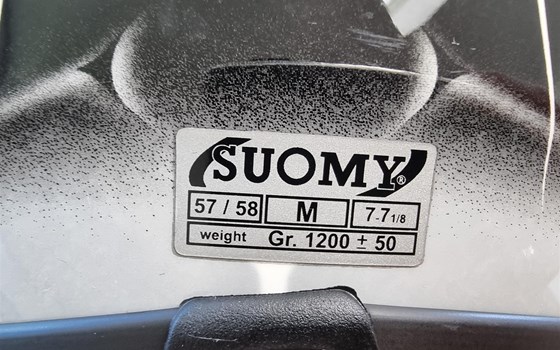 SUOMY®
57 / 58 M 7-7 1/8
weight Gr. 1200 ± 50